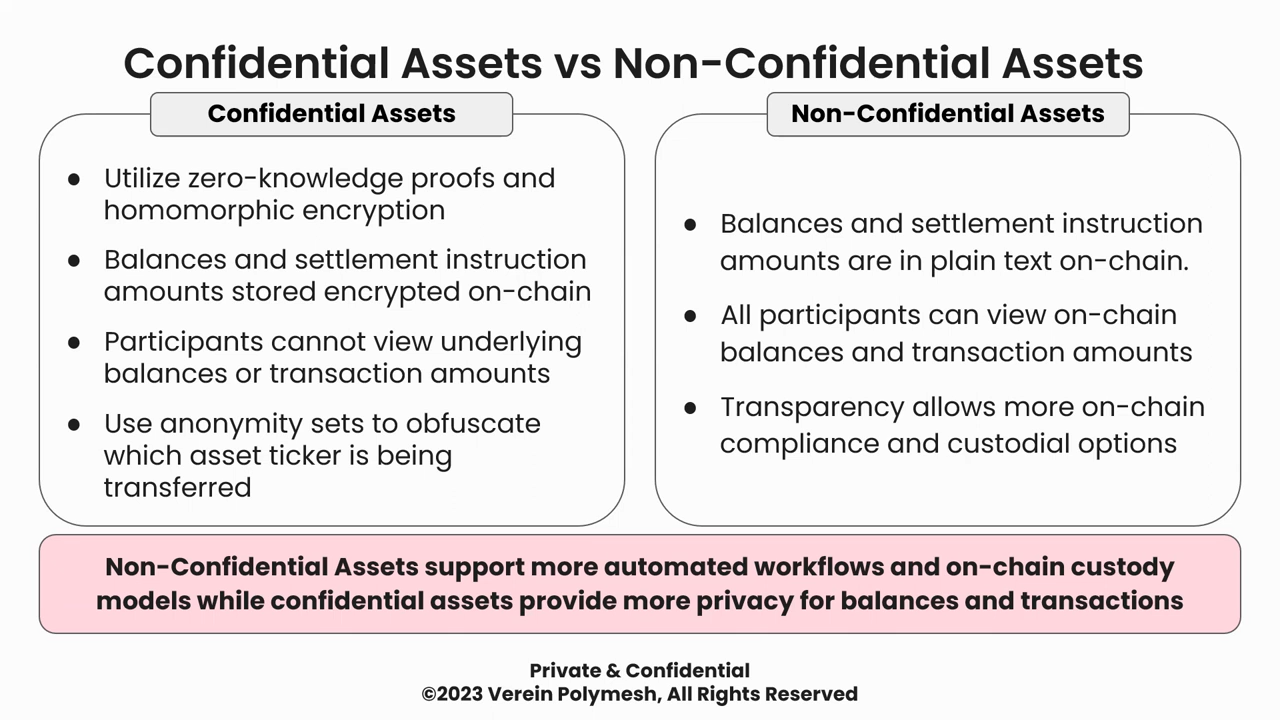 Confidential Assets vs Non-Confidential Assets
Confidential Assets
● Utilize zero-knowledge proofs and
homomorphic encryption
● Balances and settlement instruction
amounts stored encrypted on-chain
● Participants cannot view underlying
balances or transaction amounts
● Use anonymity sets to obfuscate
which asset ticker is being
transferred
Non-Confidential Assets
● Balances and settlement instruction
amounts are in plain text on-chain.
● All participants can view on-chain
balances and transaction amounts
● Transparency allows more on-chain
compliance and custodial options
Non-Confidential Assets support more automated workflows and on-chain custody
models while confidential assets provide more privacy for balances and transactions
Private & Confidential
©2023 Verein Polymesh, All Rights Reserved